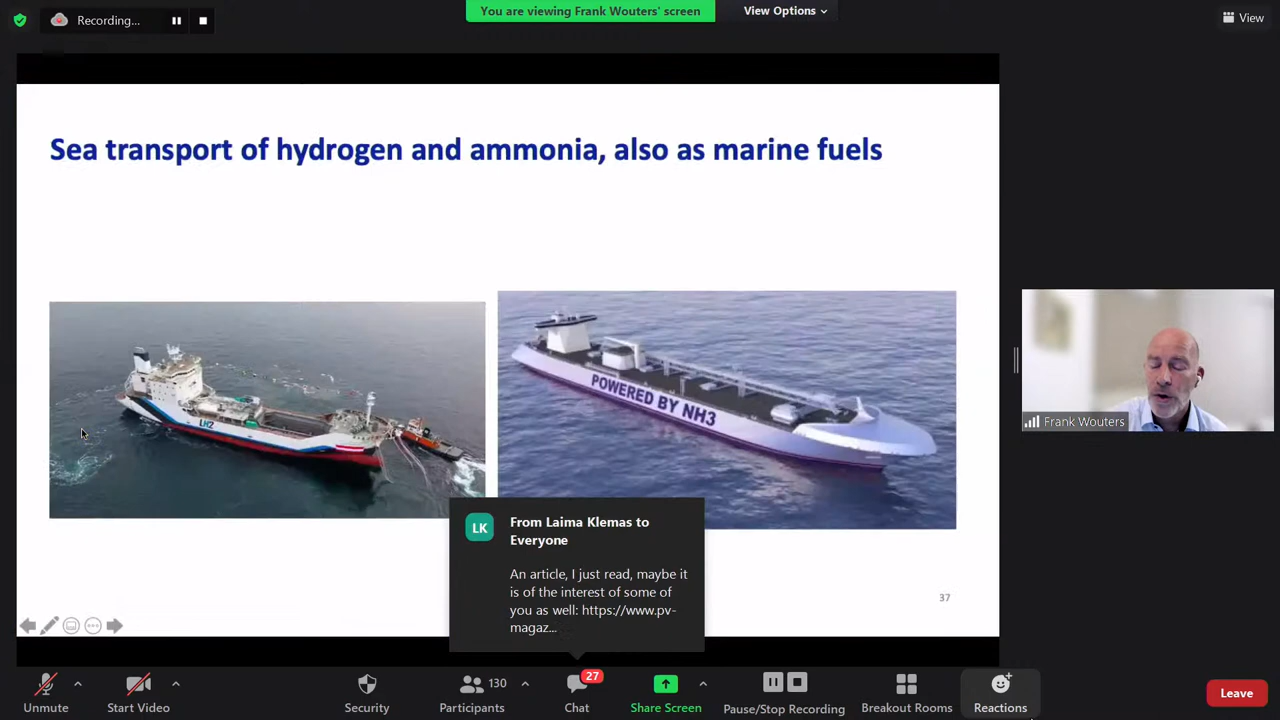 Recording...
You are viewing Frank Wouters' screen
View Options
View
Sea transport of hydrogen and ammonia, also as marine fuels
LH2
POWERED BY NH3
Frank Wouters
LK
From Laima Klemas to
Everyone
An article, I just read, maybe it
is of the interest of some of
you as well: https://www.pv-
magaz...
37
Unmute
Start Video
Security
130
Participants
27
Chat
Share Screen
Pause/Stop Recording
Breakout Rooms
Reactions
Leave